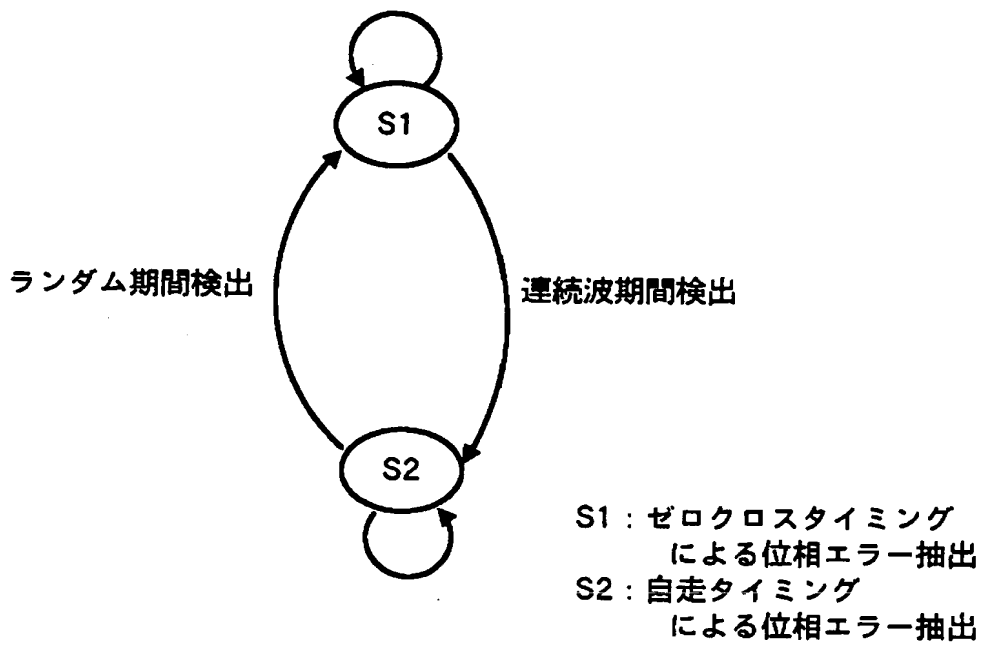 S1
ランダム期間検出
連続波期間検出
S2
S1:ゼロクロスタイミング
による位相エラー抽出
S2:自走タイミング
による位相エラー抽出